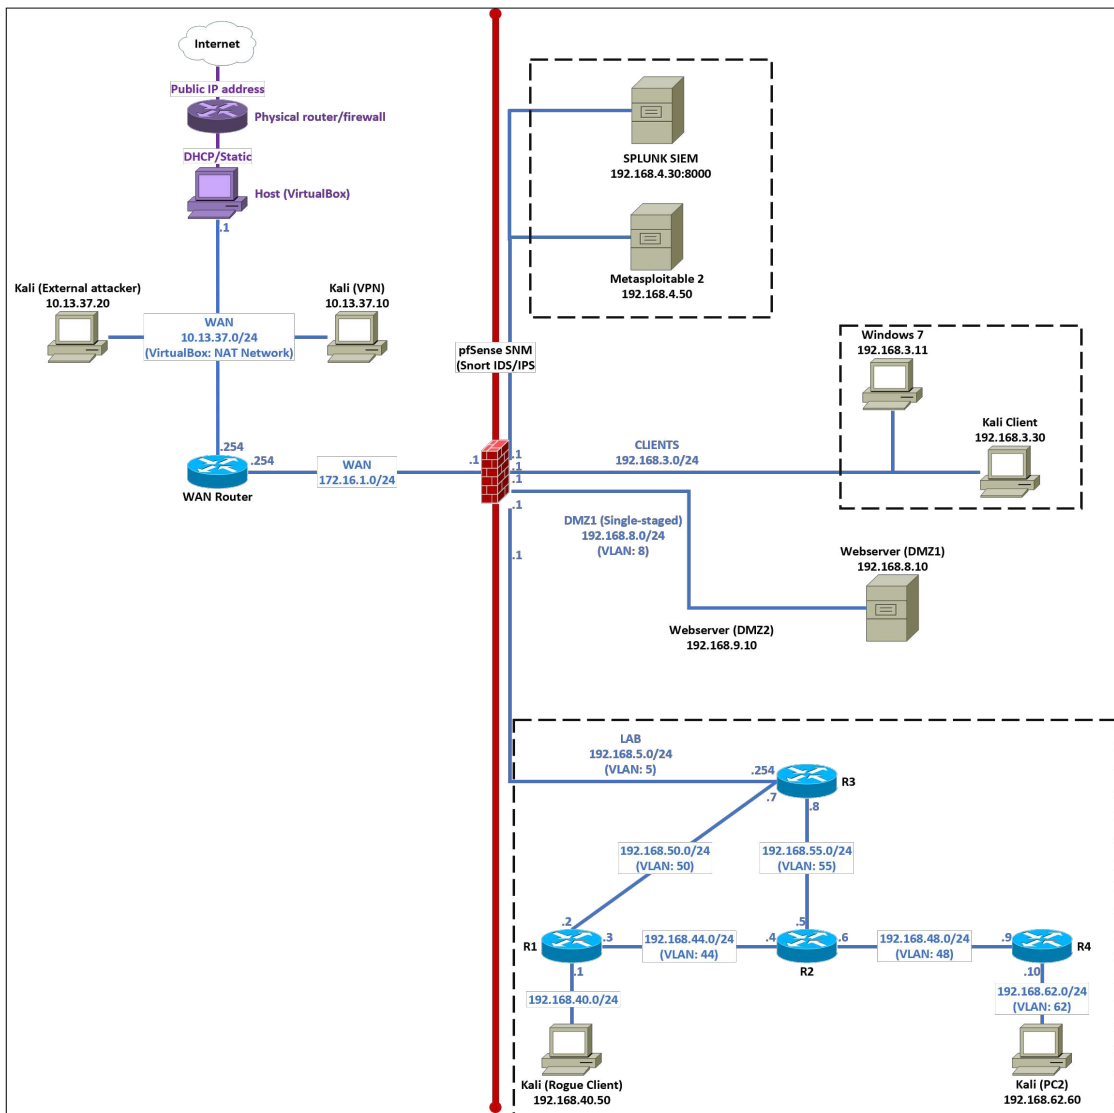 Internet
Public IP address
Physical router/firewall
DHCP/Static
Host (VirtualBox)
.1
Kali (External attacker)
10.13.37.20
Kali (VPN)
10.13.37.10
WAN
10.13.37.0/24
(VirtualBox: NAT Network)
.254
.254
WAN Router
WAN
172.16.1.0/24
.1
pfSense SNM
(Snort IDS/IPS
.1
.1
.1
.1
.1
SPLUNK SIEM
192.168.4.30:8000
Metasploitable 2
192.168.4.50
Windows 7
192.168.3.11
Kali Client
192.168.3.30
CLIENTS
192.168.3.0/24
DMZ1 (Single-staged)
192.168.8.0/24
(VLAN: 8)
Webserver (DMZ1)
192.168.8.10
Webserver (DMZ2)
192.168.9.10
LAB
192.168.5.0/24
(VLAN: 5)
.254
.7
.8
R3
192.168.50.0/24
(VLAN: 50)
192.168.55.0/24
(VLAN: 55)
.2
R1
.3
.1
192.168.44.0/24
(VLAN: 44)
.5
.4
.6
R2
192.168.48.0/24
(VLAN: 48)
.9
R4
.10
192.168.40.0/24
192.168.62.0/24
(VLAN: 62)
Kali (Rogue Client)
192.168.40.50
Kali (PC2)
192.168.62.60